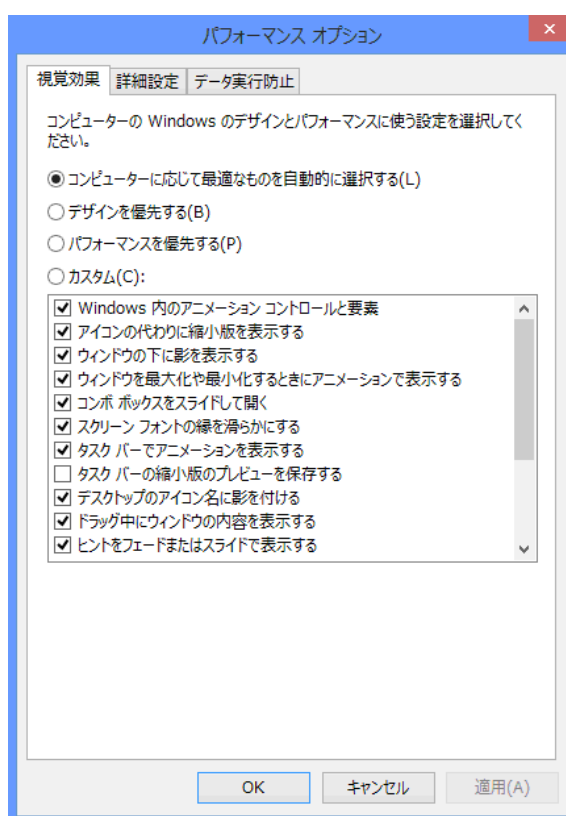 パフォーマンス オプション
視覚効果 詳細設定 データ実行防止
コンピューターの Windows のデザインとパフォーマンスに使う設定を選択してく
ださい。
コンピューターに応じて最適なものを自動的に選択する(L)
デザインを優先する(B)
パフォーマンスを優先する(P)
カスタム(C):
Windows 内のアニメーション コントロールと要素
アイコンの代わりに縮小版を表示する
ウィンドウの下に影を表示する
ウィンドウを最大化や最小化するときにアニメーションで表示する
コンボ ボックスをスライドして開く
スクリーン フォントの縁を滑らかにする
タスク バーでアニメーションを表示する
タスク バーの縮小版のプレビューを保存する
デスクトップのアイコン名に影を付ける
ドラッグ中にウィンドウの内容を表示する
ヒントをフェードまたはスライドで表示する
OK キャンセル 適用(A)